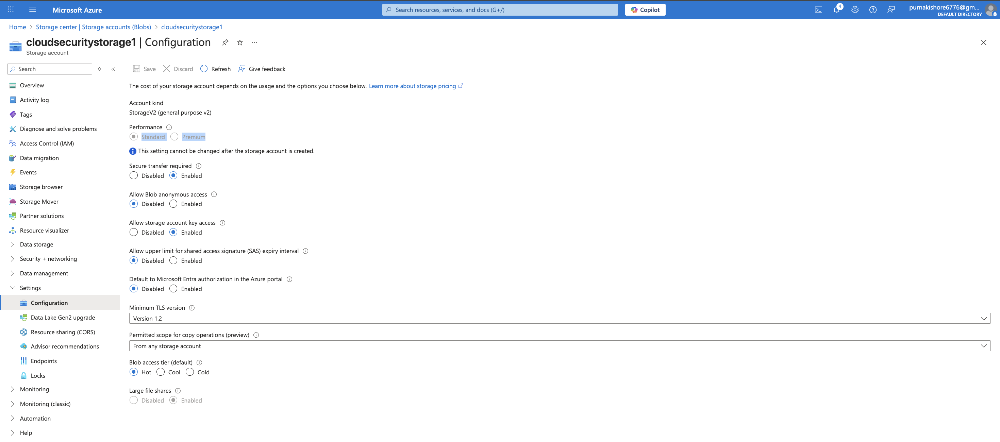 Microsoft Azure
Search resources, services, and docs (G+/)
Copilot
4
purnakishore6776@gm...
DEFAULT DIRECTORY
Home > Storage center | Storage accounts (Blobs) > cloudsecuritystorage1
cloudsecuritystorage1 | Configuration
Storage account
Search
Save
Discard
Refresh
Give feedback
Overview
Activity log
Tags
Diagnose and solve problems
Access Control (IAM)
Data migration
Events
Storage browser
Storage Mover
Partner solutions
Resource visualizer
Data storage
Security + networking
Data management
Settings
Configuration
Data Lake Gen2 upgrade
Resource sharing (CORS)
Advisor recommendations
Endpoints
Locks
Monitoring
Monitoring (classic)
Automation
Help
The cost of your storage account depends on the usage and the options you choose below. Learn more about storage pricing
Account kind
StorageV2 (general purpose v2)
Performance
Standard Premium
This setting cannot be changed after the storage account is created.
Secure transfer required
Disabled Enabled
Allow Blob anonymous access
Disabled Enabled
Allow storage account key access
Disabled Enabled
Allow upper limit for shared access signature (SAS) expiry interval
Disabled Enabled
Default to Microsoft Entra authorization in the Azure portal
Disabled Enabled
Minimum TLS version
Version 1.2
Permitted scope for copy operations (preview)
From any storage account
Blob access tier (default)
Hot Cool Cold
Large file shares
Disabled Enabled